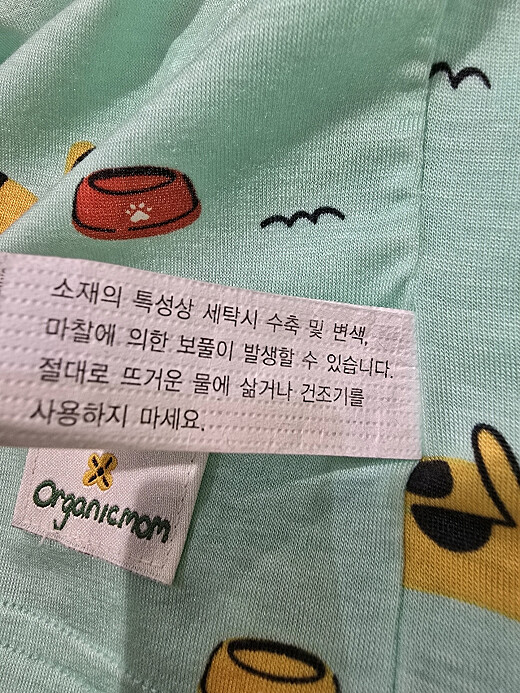 소재의 특성상 세탁시 수축 및 변색,
마찰에 의한 보풀이 발생할 수 있습니다.
절대로 뜨거운 물에 삶거나 건조기를
사용하지 마세요.
Organicmom